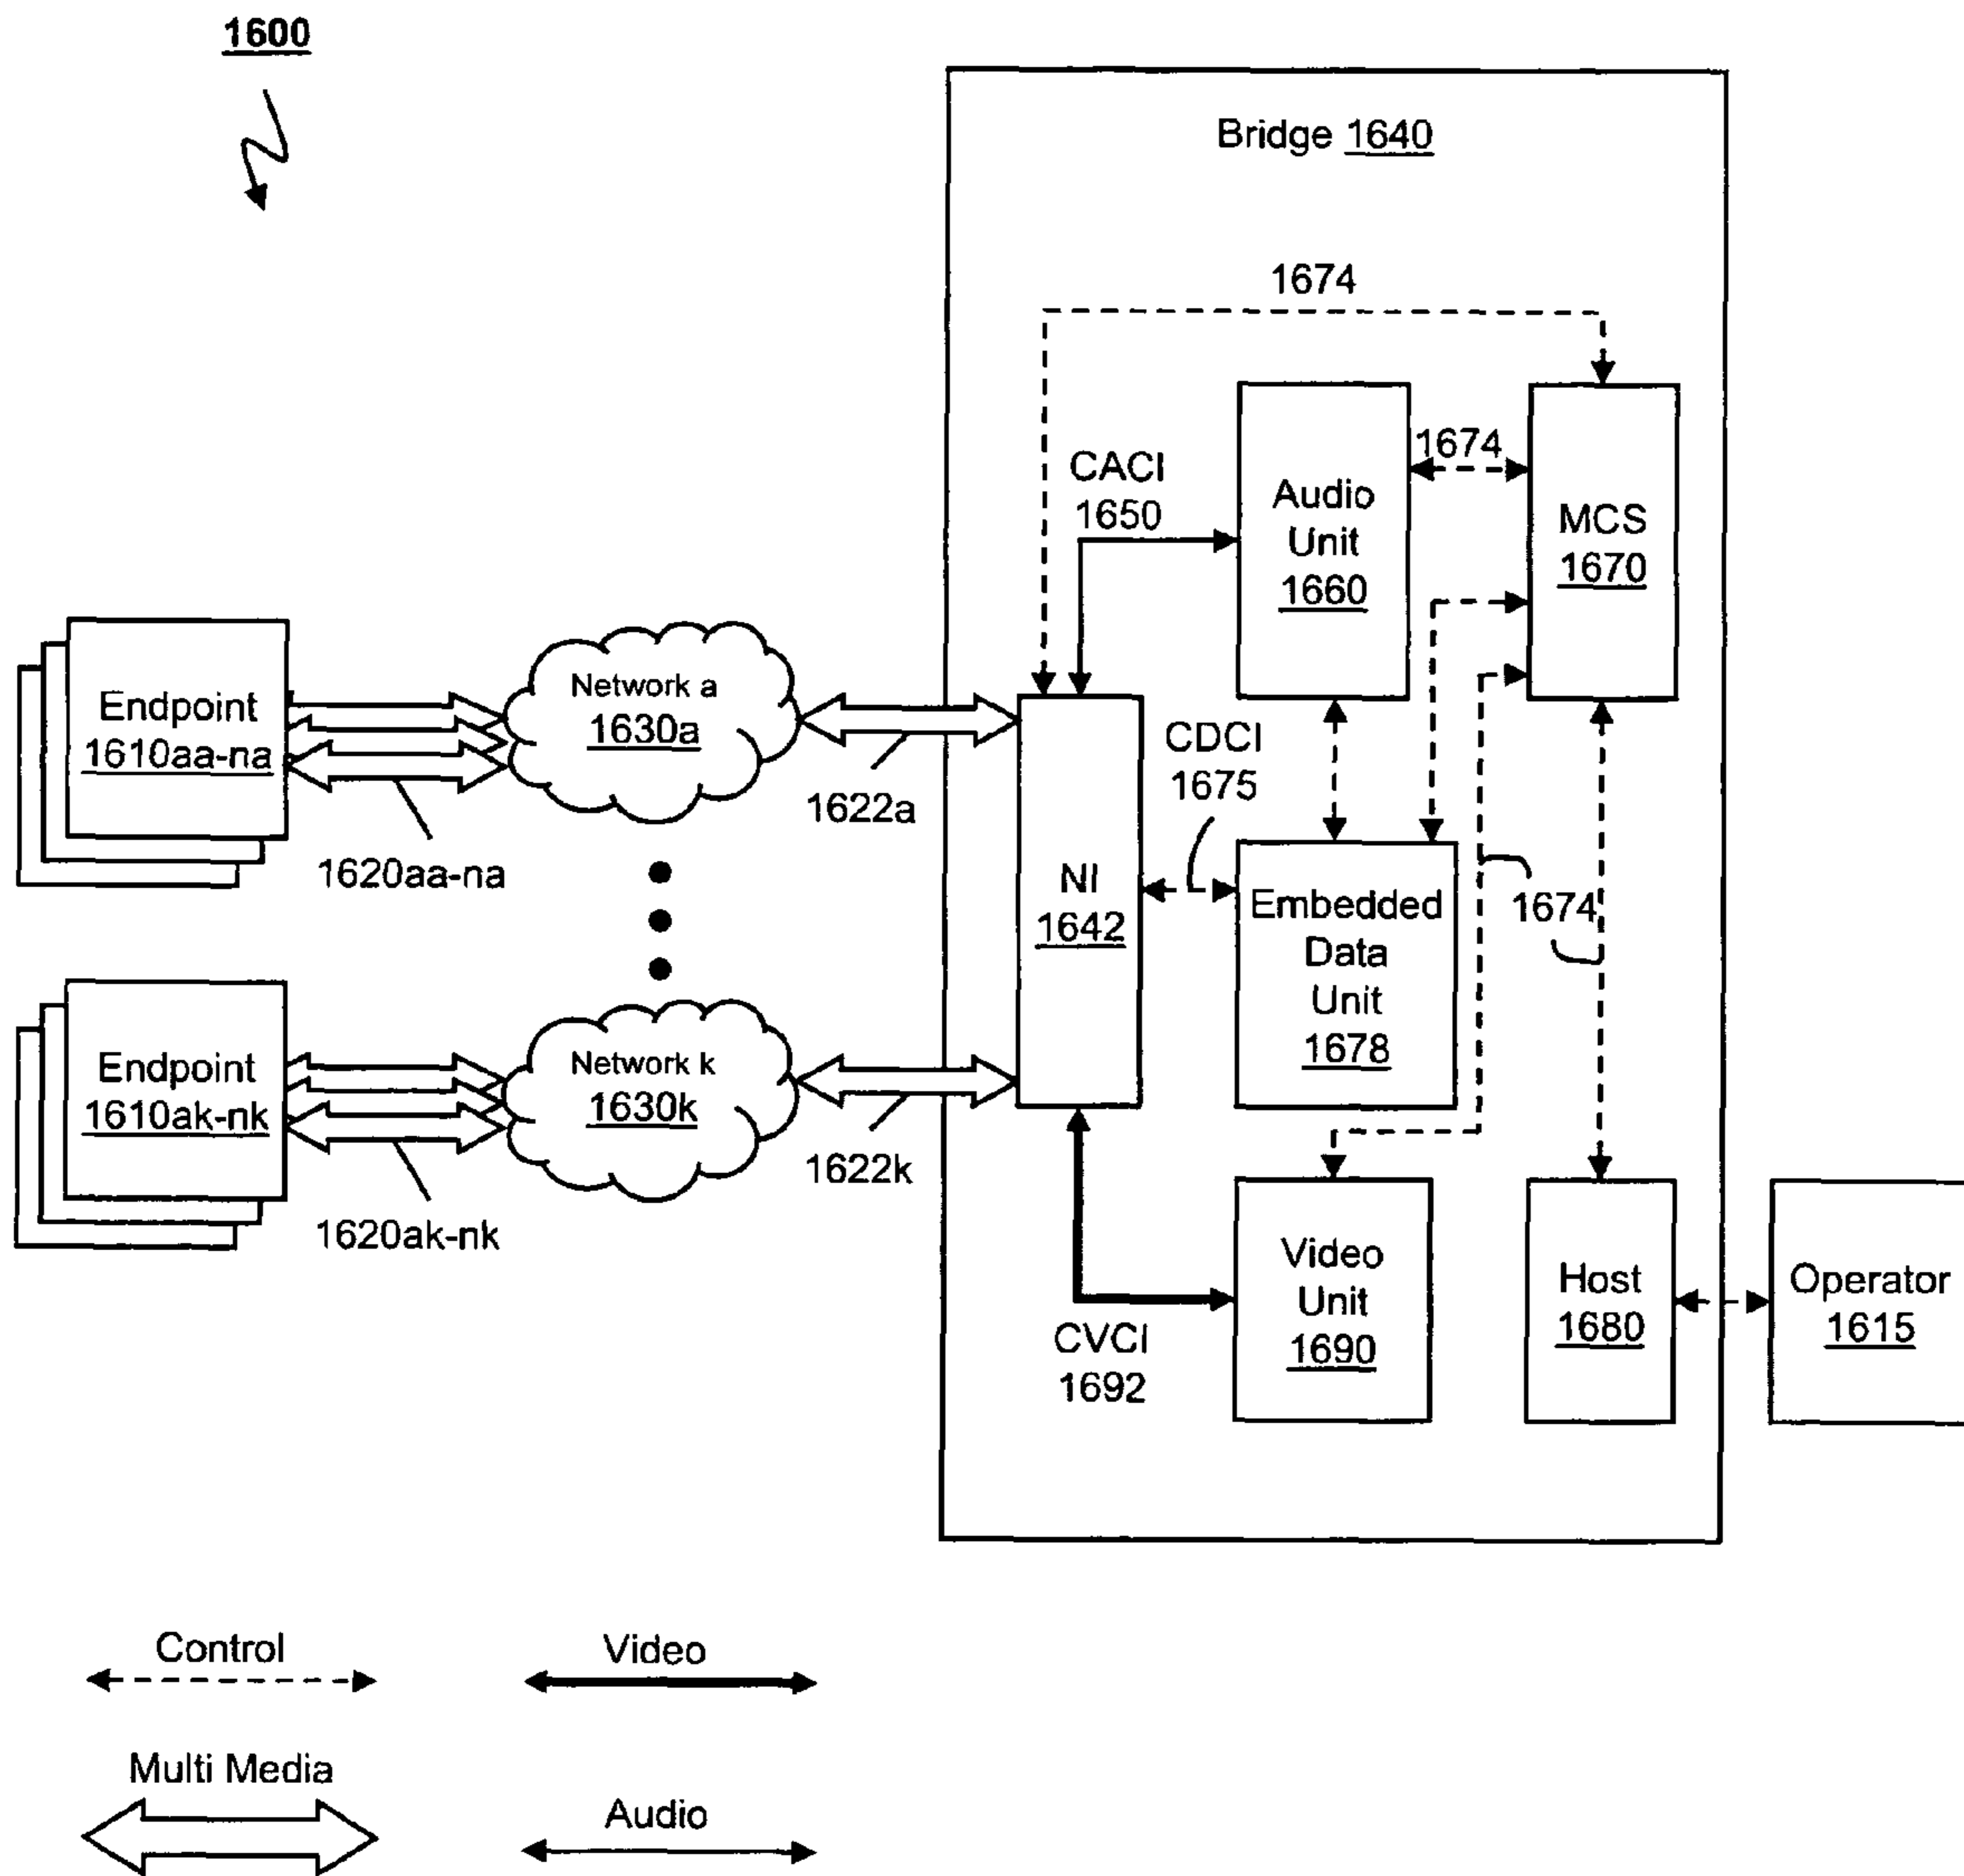 1600
Bridge 1640
1674
CACI
1650
Audio
Unit
1660
1674
MCS
1670
Endpoint
1610aa-na
1620aa-na
Network a
1630a
1622a
CDCI
1675
NI
1642
Embedded
Data
Unit
1678
1674
Endpoint
1610ak-nk
1620ak-nk
Network k
1630k
1622k
CVCI
1692
Video
Unit
1690
Host
1680
Operator
1615
Control
Video
Multi Media
Audio